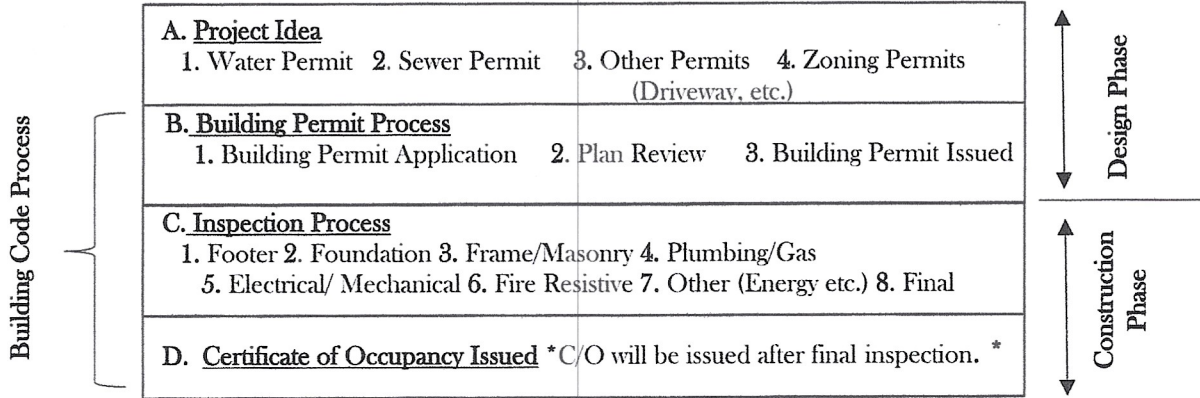 A. Project Idea
1. Water Permit 2. Sewer Permit 3. Other Permits 4. Zoning Permits
(Driveway, etc.)
B. Building Permit Process
1. Building Permit Application 2. Plan Review 3. Building Permit Issued
C. Inspection Process
1. Footer 2. Foundation 3. Frame/Masonry 4. Plumbing/Gas
5. Electrical/ Mechanical 6. Fire Resistive 7. Other (Energy etc.) 8. Final
D. Certificate of Occupancy Issued *C/O will be issued after final inspection. *
Building Code Process
Design Phase
Construction
Phase